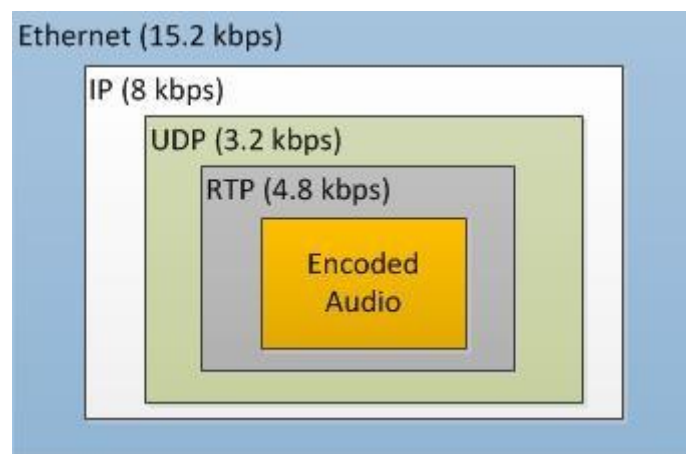 Ethernet (15.2 kbps)
IP (8 kbps)
UDP (3.2 kbps)
RTP (4.8 kbps)
Encoded
Audio